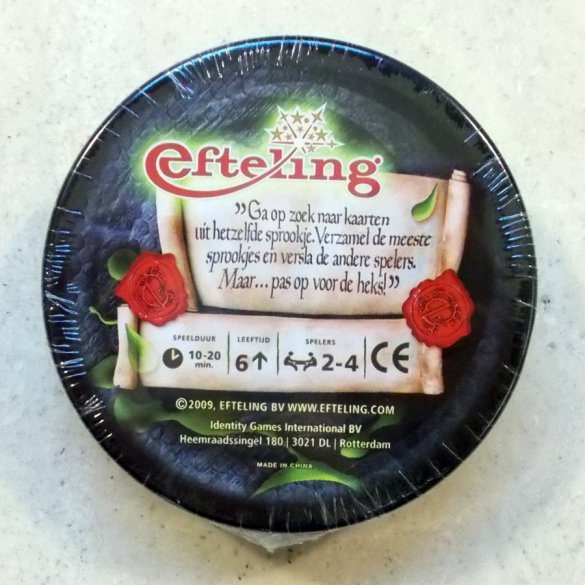 efteling
”Ga op zoek naar kaarten
uit hetzelfde sprookje. Verzamel de meeste
sprookjes en versla de andere spelers.
Maar... pas op voor de heks!”
SPEELDUUR LEEFTIJD SPELERS
10-20 min. 6↑ 2-4 CE
©2009, EFTELING BV WWW.EFTELING.COM
Identity Games International BV
Heemraadssingel 180 | 3021 DL | Rotterdam
MADE IN CHINA